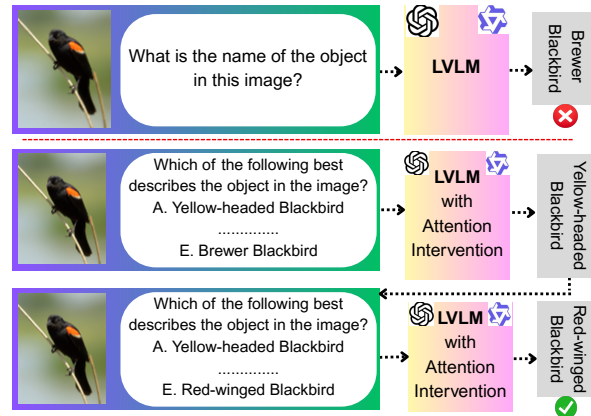 What is the name of the object
in this image?
LVLM
Brewer
Blackbird
Which of the following best
describes the object in the image?
A. Yellow-headed Blackbird
..............
E. Brewer Blackbird
LVLM
with
Attention
Intervention
Yellow-headed
Blackbird
Which of the following best
describes the object in the image?
A. Yellow-headed Blackbird
..............
E. Red-winged Blackbird
LVLM
with
Attention
Intervention
Red-winged
Blackbird